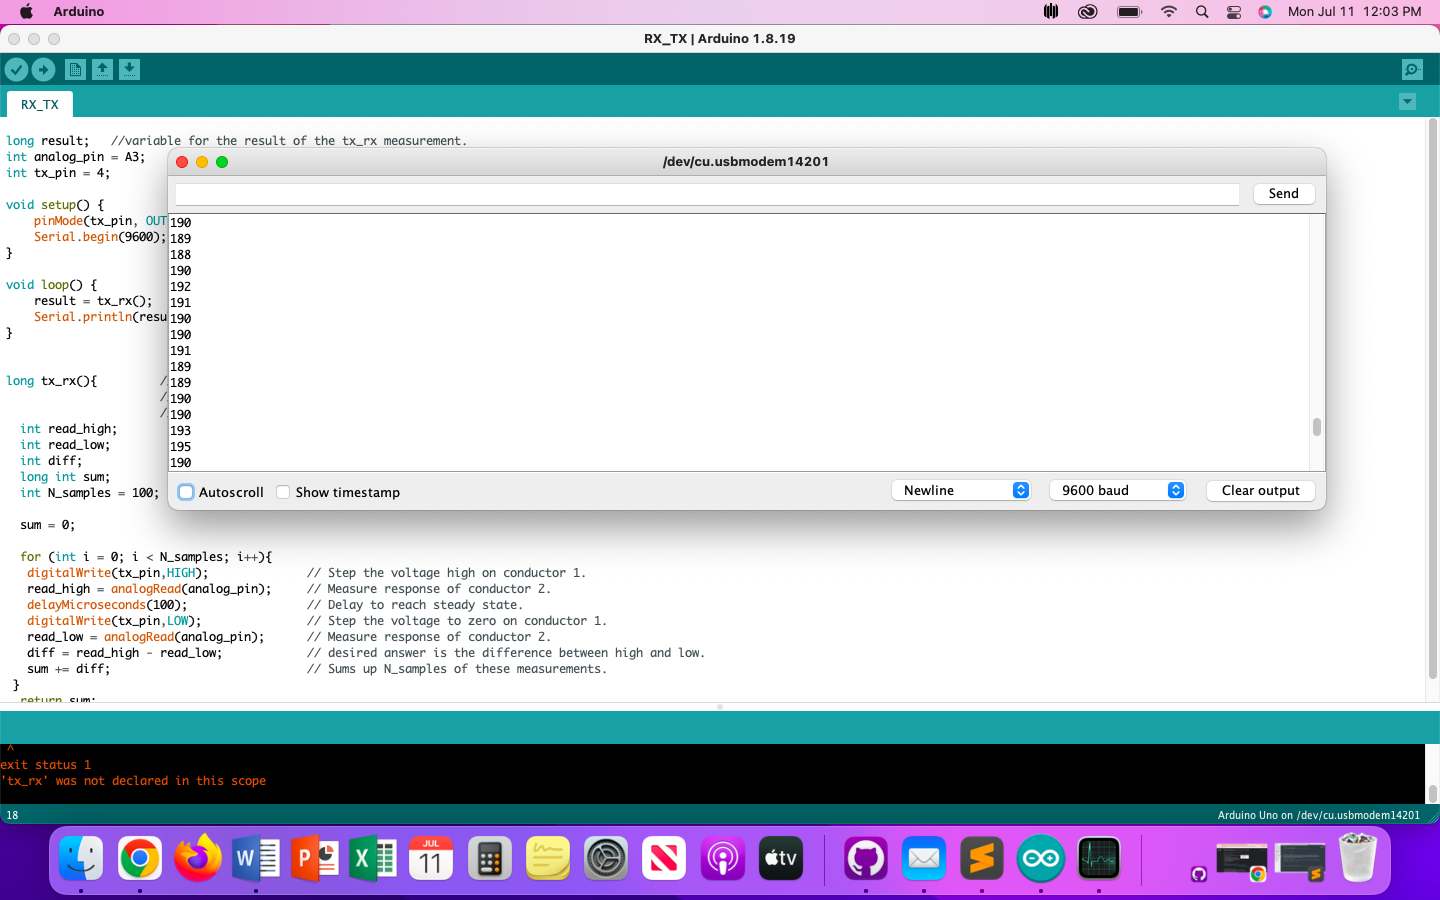 Arduino
Mon Jul 11 12:03 PM
RX_TX | Arduino 1.8.19
RX_TX
long result;   //variable for the result of the tx_rx measurement.
int analog_pin = A3;
int tx_pin = 4;
void setup() {
pinMode(tx_pin, OUT
Serial.begin(9600);
}
void loop() {
result = tx_rx();
Serial.println(resu
}
long tx_rx(){         /
/
/
int read_high;
int read_low;
int diff;
long int sum;
int N_samples = 100;
sum = 0;
for (int i = 0; i < N_samples; i++){
digitalWrite(tx_pin,HIGH);              // Step the voltage high on conductor 1.
read_high = analogRead(analog_pin);     // Measure response of conductor 2.
delayMicroseconds(100);                 // Delay to reach steady state.
digitalWrite(tx_pin,LOW);               // Step the voltage to zero on conductor 1.
read_low = analogRead(analog_pin);      // Measure response of conductor 2.
diff = read_high - read_low;            // desired answer is the difference between high and low.
sum += diff;                            // Sums up N_samples of these measurements.
}
return sum;
/dev/cu.usbmodem14201
Send
190
189
188
190
192
191
190
190
191
189
189
190
190
193
195
190
Autoscroll
Show timestamp
Newline
9600 baud
Clear output
^
exit status 1
'tx_rx' was not declared in this scope
18
Arduino Uno on /dev/cu.usbmodem14201
W
P
X
JUL
11
tv